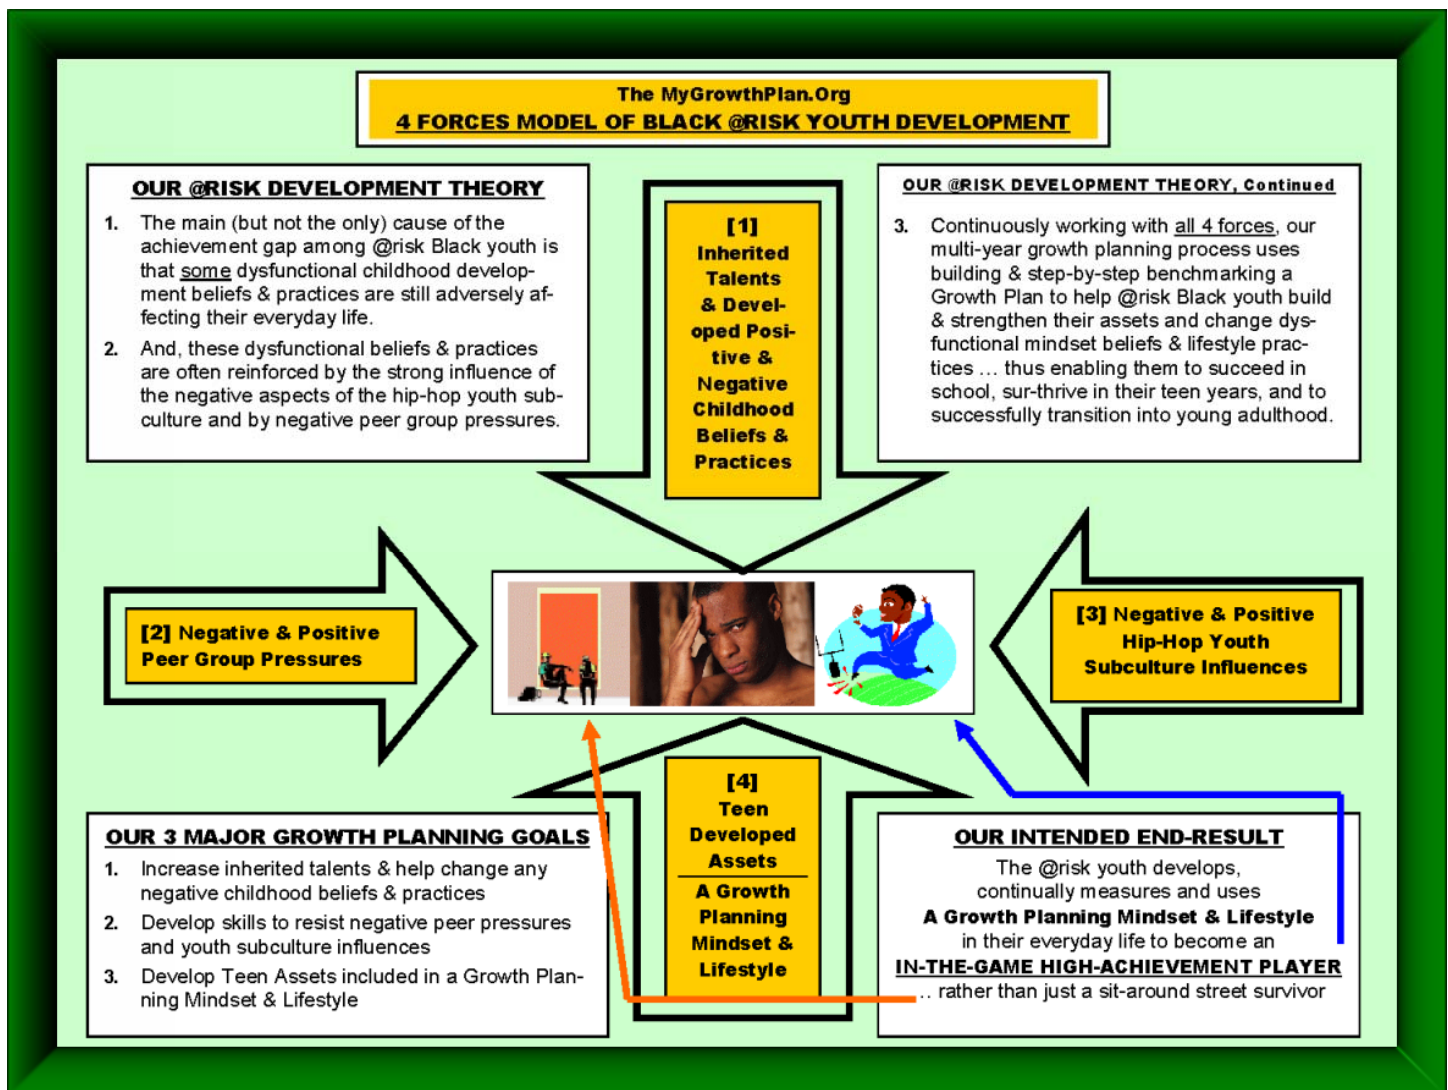 The MyGrowthPlan.Org
4 FORCES MODEL OF BLACK @RISK YOUTH DEVELOPMENT
OUR @RISK DEVELOPMENT THEORY
1. The main (but not the only) cause of the
achievement gap among @risk Black youth is
that some dysfunctional childhood develop-
ment beliefs & practices are still adversely af-
fecting their everyday life.
2. And, these dysfunctional beliefs & practices
are often reinforced by the strong influence of
the negative aspects of the hip-hop youth sub-
culture and by negative peer group pressures.
[1]
Inherited
Talents
& Devel-
oped Posi-
tive &
Negative
Childhood
Beliefs &
Practices
OUR @RISK DEVELOPMENT THEORY, Continued
3. Continuously working with all 4 forces, our
multi-year growth planning process uses
building & step-by-step benchmarking a
Growth Plan to help @risk Black youth build
& strengthen their assets and change dys-
functional mindset beliefs & lifestyle prac-
tices ... thus enabling them to succeed in
school, sur-thrive in their teen years, and to
successfully transition into young adulthood.
[2] Negative & Positive
Peer Group Pressures
[3] Negative & Positive
Hip-Hop Youth
Subculture Influences
OUR 3 MAJOR GROWTH PLANNING GOALS
1. Increase inherited talents & help change any
negative childhood beliefs & practices
2. Develop skills to resist negative peer pressures
and youth subculture influences
3. Develop Teen Assets included in a Growth Plan-
ning Mindset & Lifestyle
[4]
Teen
Developed
Assets
A Growth
Planning
Mindset &
Lifestyle
OUR INTENDED END-RESULT
The @risk youth develops,
continually measures and uses
A Growth Planning Mindset & Lifestyle
in their everyday life to become an
IN-THE-GAME HIGH-ACHIEVEMENT PLAYER
.. rather than just a sit-around street survivor